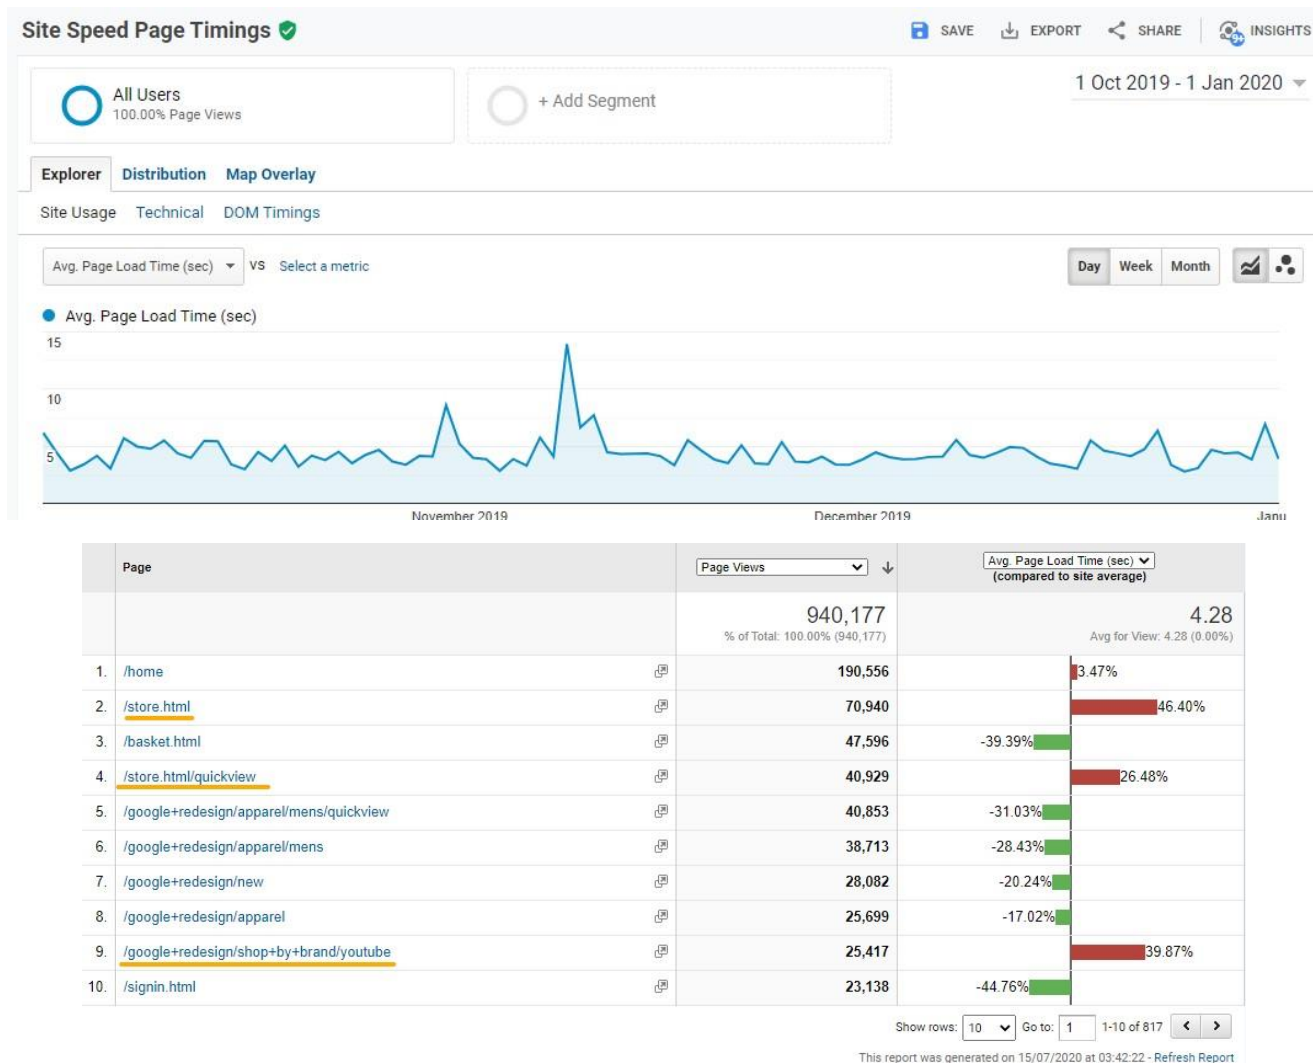 Site Speed Page Timings
SAVE EXPORT SHARE 9+ INSIGHTS
All Users
100.00% Page Views
+ Add Segment
1 Oct 2019 - 1 Jan 2020
Explorer Distribution Map Overlay
Site Usage Technical DOM Timings
Avg. Page Load Time (sec) VS Select a metric
Day Week Month
Avg. Page Load Time (sec)
15
10
5
November 2019 December 2019 Janu
Page Page Views Avg. Page Load Time (sec)
(compared to site average)
940,177 4.28
% of Total: 100.00% (940,177) Avg for View: 4.28 (0.00%)
1. /home 190,556 3.47%
2. /store.html 70,940 46.40%
3. /basket.html 47,596 -39.39%
4. /store.html/quickview 40,929 26.48%
5. /google+redesign/apparel/mens/quickview 40,853 -31.03%
6. /google+redesign/apparel/mens 38,713 -28.43%
7. /google+redesign/new 28,082 -20.24%
8. /google+redesign/apparel 25,699 -17.02%
9. /google+redesign/shop+by+brand/youtube 25,417 39.87%
10. /signin.html 23,138 -44.76%
Show rows: 10 Go to: 1 1-10 of 817
This report was generated on 15/07/2020 at 03:42:22 - Refresh Report